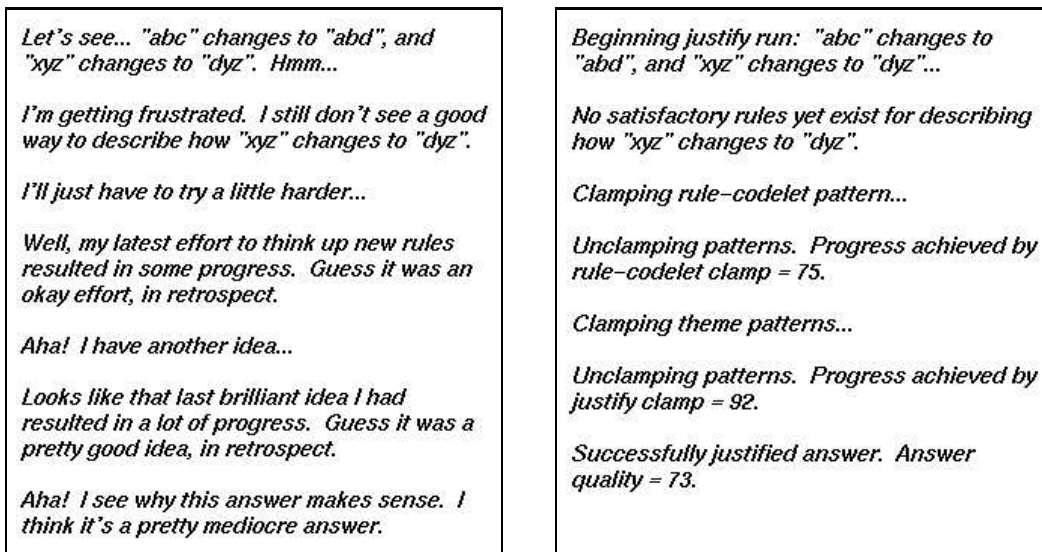 Let's see... "abc" changes to "abd", and
"xyz" changes to "dyz".  Hmm...
I'm getting frustrated.  I still don't see a good
way to describe how "xyz" changes to "dyz".
I'll just have to try a little harder...
Well, my latest effort to think up new rules
resulted in some progress.  Guess it was an
okay effort, in retrospect.
Aha!  I have another idea...
Looks like that last brilliant idea I had
resulted in a lot of progress.  Guess it was a
pretty good idea, in retrospect.
Aha!  I see why this answer makes sense.  I
think it's a pretty mediocre answer.
Beginning justify run:  "abc" changes to
"abd", and "xyz" changes to "dyz"...
No satisfactory rules yet exist for describing
how "xyz" changes to "dyz".
Clamping rule-codelet pattern...
Unclamping patterns.  Progress achieved by
rule-codelet clamp = 75.
Clamping theme patterns...
Unclamping patterns.  Progress achieved by
justify clamp = 92.
Successfully justified answer.  Answer
quality = 73.